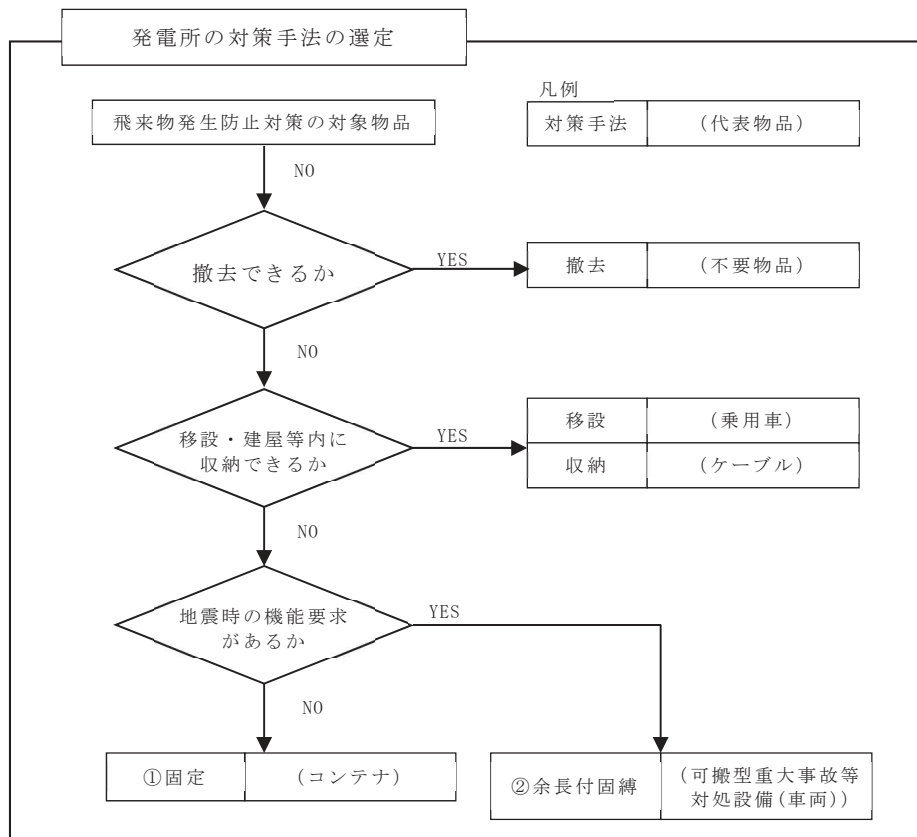 発電所の対策手法の選定
凡例
飛来物発生防止対策の対象物品
対策手法
(代表物品)
NO
撤去できるか
YES
撤去
(不要物品)
NO
移設・建屋等内に
収納できるか
YES
移設
(乗用車)
収納
(ケーブル)
NO
地震時の機能要求
があるか
YES
NO
①固定
(コンテナ)
②余長付固縛
(可搬型重大事故等
対処設備(車両))